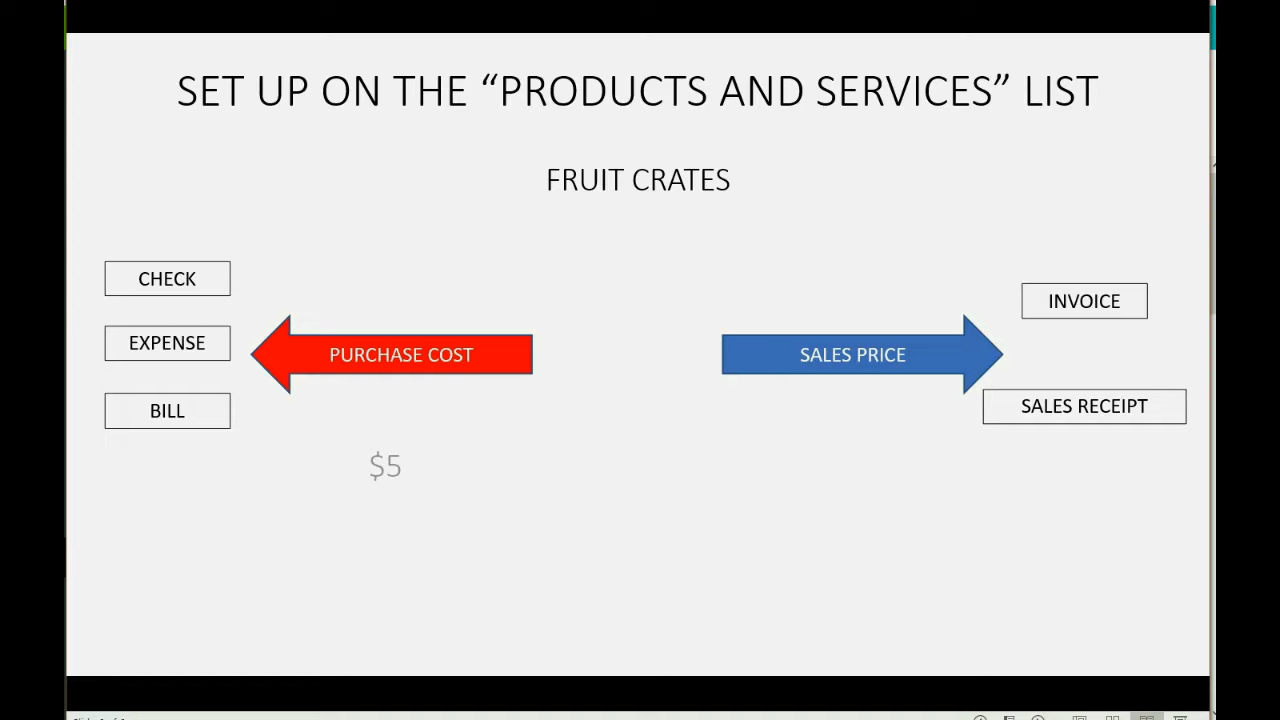 SET UP ON THE “PRODUCTS AND SERVICES” LIST
FRUIT CRATES
CHECK
EXPENSE
BILL
PURCHASE COST
$5
SALES PRICE
INVOICE
SALES RECEIPT